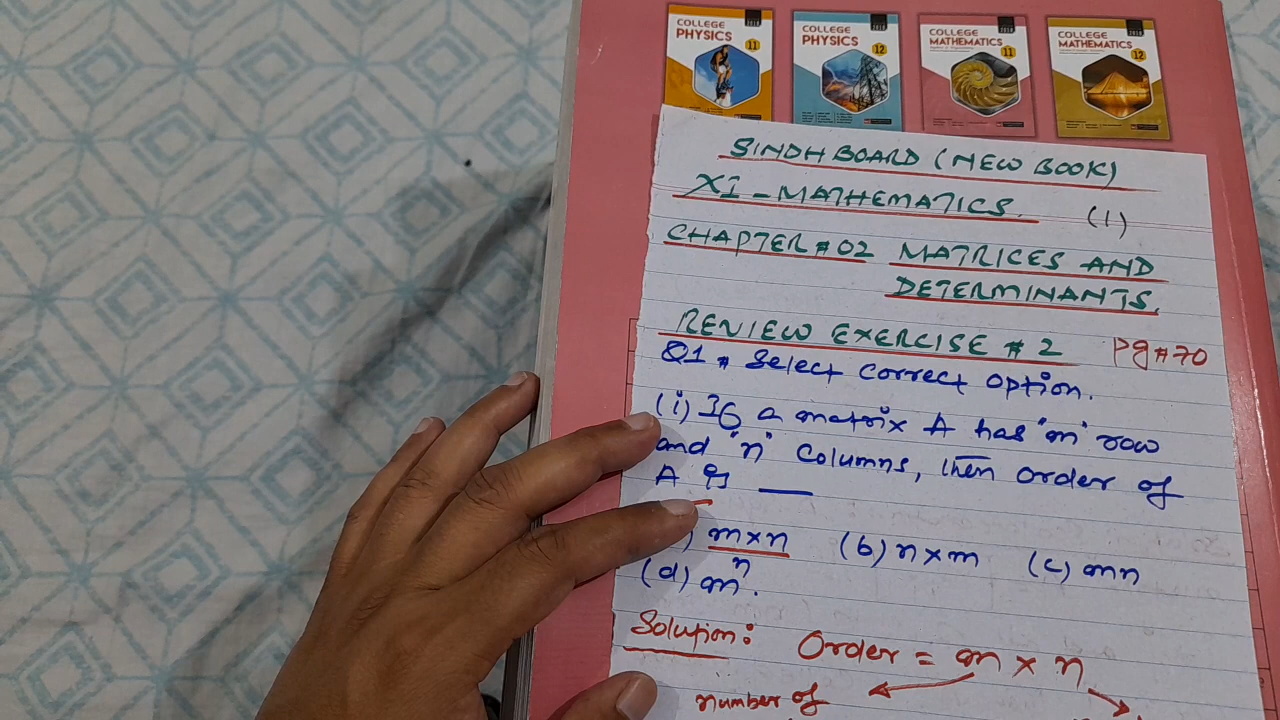 COLLEGE
PHYSICS
11
COLLEGE
PHYSICS
12
COLLEGE
MATHEMATICS
11
COLLEGE
MATHEMATICS
12
SINDH BOARD (NEW BOOK)
XI - MATHEMATICS. (1)
CHAPTER # 02 MATRICES AND
DETERMINANTS.
REVIEW EXERCISE # 2 Pg # 70
Q1 # Select correct option.
(i) If a matrix A has "m" row
and "n" columns, then order of
A is ___
) m×n (b) n×m (c) mn
(d) mⁿ.
Solution: Order = m × n
number of